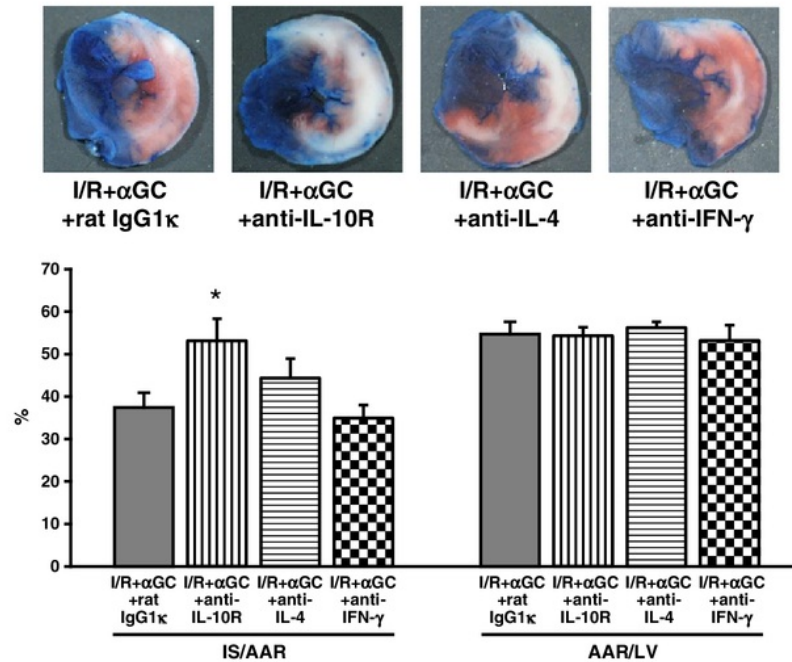 I/R+αGC
+rat IgG1κ
I/R+αGC
+anti-IL-10R
I/R+αGC
+anti-IL-4
I/R+αGC
+anti-IFN-γ
70
60
50
40
30
20
10
0
%
*
I/R+αGC
+rat
IgG1κ
I/R+αGC
+anti-
IL-10R
I/R+αGC
+anti-
IL-4
I/R+αGC
+anti-
IFN-γ
IS/AAR
I/R+αGC
+rat
IgG1κ
I/R+αGC
+anti-
IL-10R
I/R+αGC
+anti-
IL-4
I/R+αGC
+anti-
IFN-γ
AAR/LV